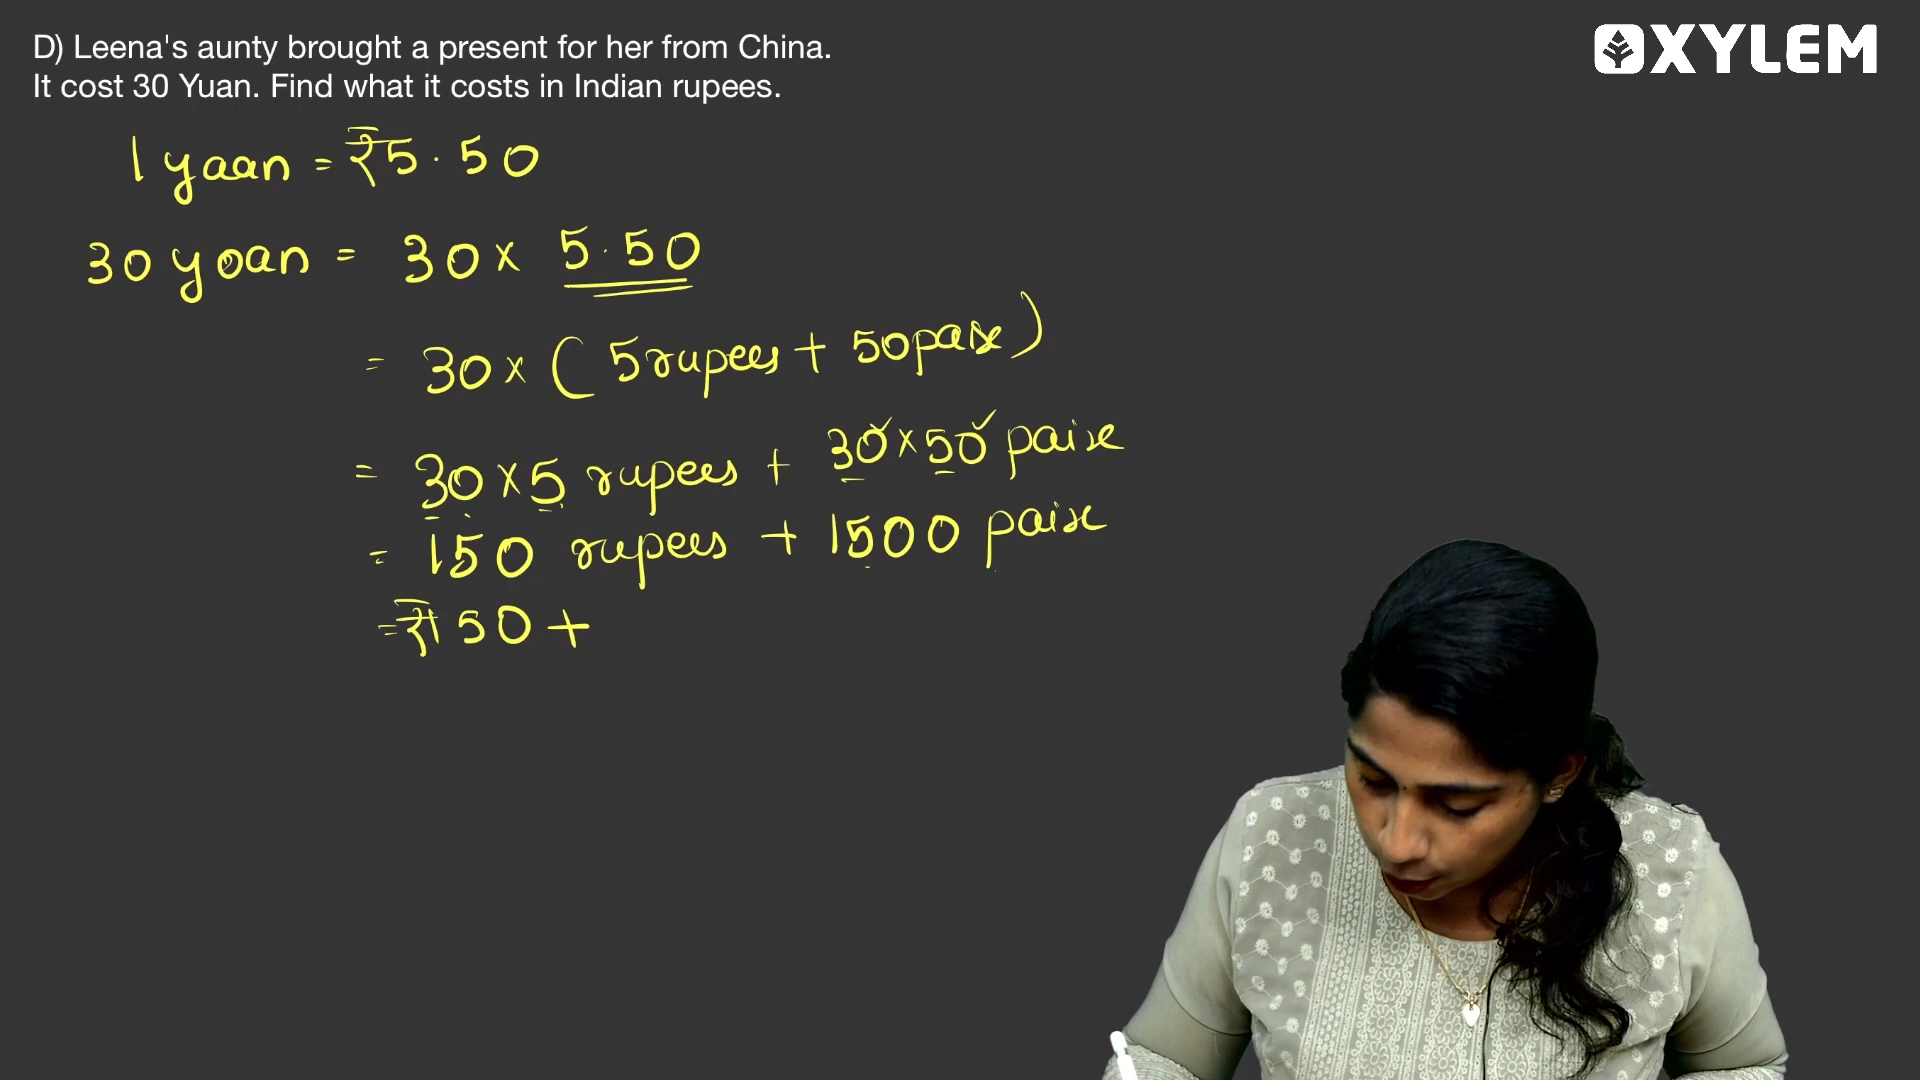 D) Leena's aunty brought a present for her from China.
It cost 30 Yuan. Find what it costs in Indian rupees.
XYLEM
1 yaan = ₹5.50
30 yoan = 30 x 5.50
= 30 x ( 5 rupees + 50 paise )
= 30 x 5 rupees + 30 x 50 paise
= 150 rupees + 1500 paise
= ₹150 +